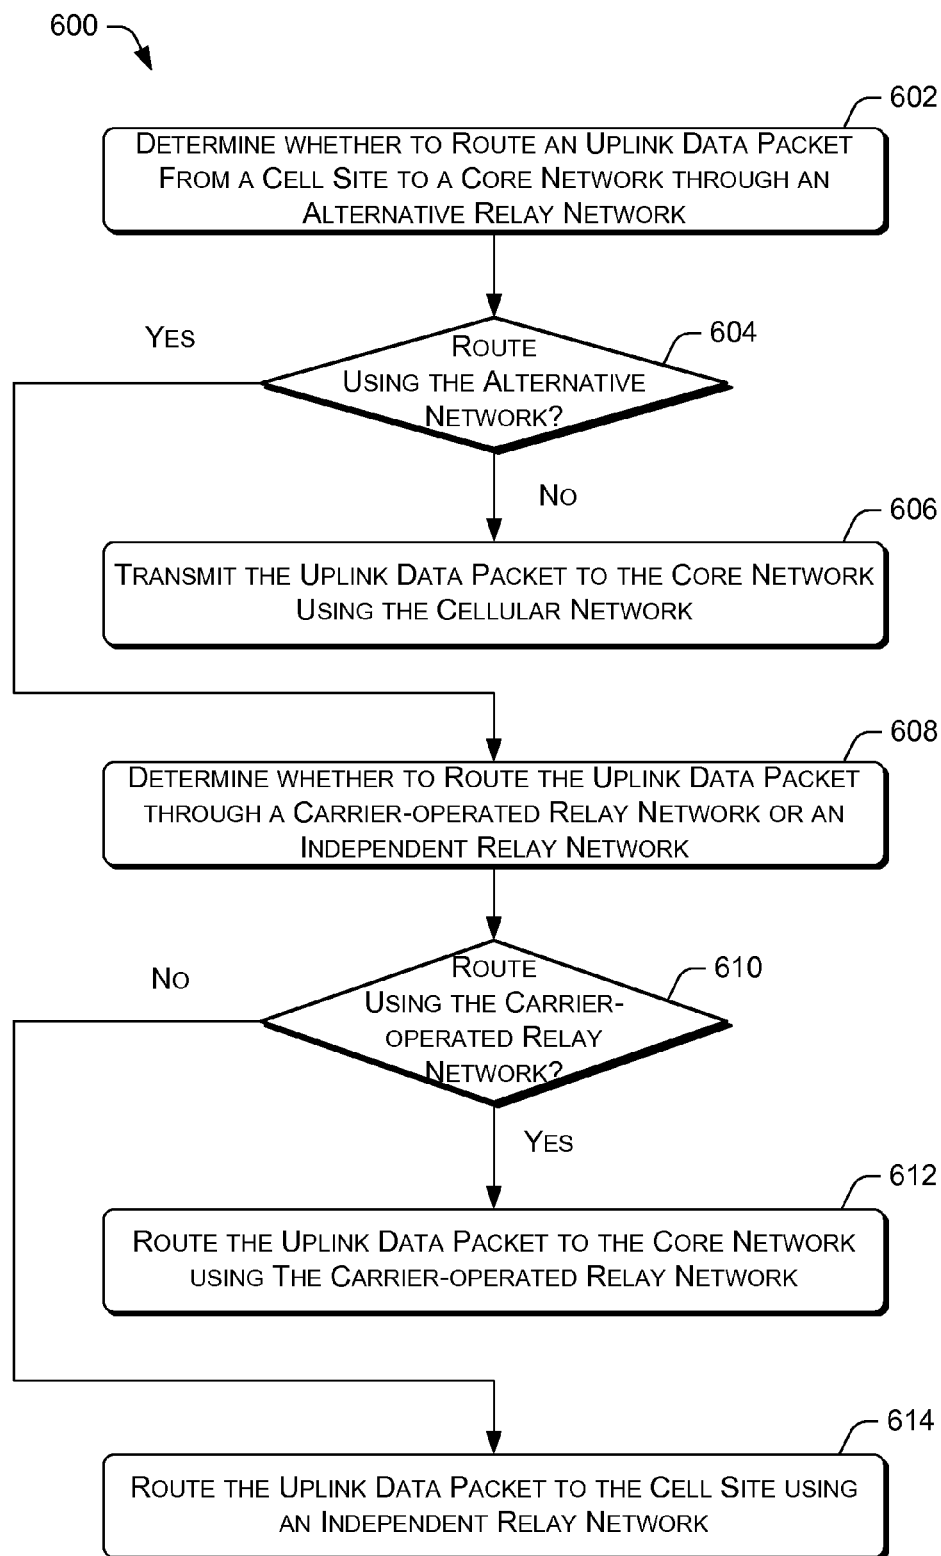 600
602
DETERMINE WHETHER TO ROUTE AN UPLINK DATA PACKET
FROM A CELL SITE TO A CORE NETWORK THROUGH AN
ALTERNATIVE RELAY NETWORK
YES
604
ROUTE
USING THE ALTERNATIVE
NETWORK?
NO
606
TRANSMIT THE UPLINK DATA PACKET TO THE CORE NETWORK
USING THE CELLULAR NETWORK
608
DETERMINE WHETHER TO ROUTE THE UPLINK DATA PACKET
THROUGH A CARRIER-OPERATED RELAY NETWORK OR AN
INDEPENDENT RELAY NETWORK
NO
610
ROUTE
USING THE CARRIER-
OPERATED RELAY
NETWORK?
YES
612
ROUTE THE UPLINK DATA PACKET TO THE CORE NETWORK
USING THE CARRIER-OPERATED RELAY NETWORK
614
ROUTE THE UPLINK DATA PACKET TO THE CELL SITE USING
AN INDEPENDENT RELAY NETWORK